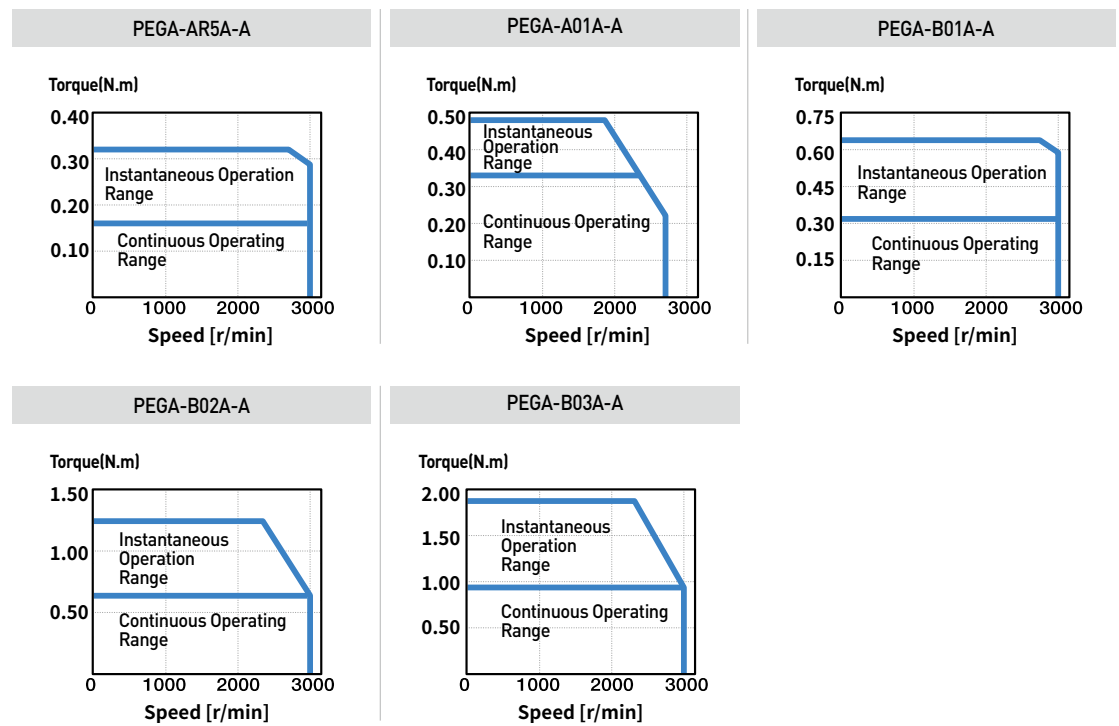 PEGA-AR5A-A
Torque(N.m)
0.40
0.30
0.20
0.10
Instantaneous Operation
Range
Continuous Operating
Range
0 1000 2000 3000
Speed [r/min]
PEGA-A01A-A
Torque(N.m)
0.50
0.40
0.30
0.20
0.10
Instantaneous
Operation
Range
Continuous Operating
Range
0 1000 2000 3000
Speed [r/min]
PEGA-B01A-A
Torque(N.m)
0.75
0.60
0.45
0.30
0.15
Instantaneous Operation
Range
Continuous Operating
Range
0 1000 2000 3000
Speed [r/min]
PEGA-B02A-A
Torque(N.m)
1.50
1.00
0.50
Instantaneous
Operation
Range
Continuous Operating
Range
0 1000 2000 3000
Speed [r/min]
PEGA-B03A-A
Torque(N.m)
2.00
1.50
1.00
0.50
Instantaneous
Operation
Range
Continuous Operating
Range
0 1000 2000 3000
Speed [r/min]